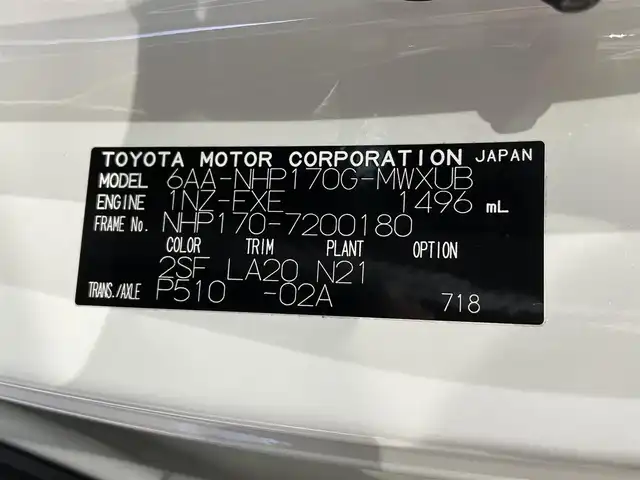 TOYOTA MOTOR CORPORATION JAPAN
MODEL 6AA-NHP170G-MWXUB
ENGINE 1NZ-FXE 1496 mL
FRAME No. NHP170-7200180
COLOR TRIM PLANT OPTION
2SF LA20 N21
TRANS./AXLE P510 -02A 718